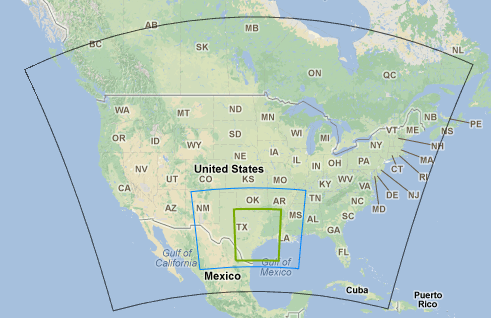 AB
BC
SK
NL
ON
QC
WA
MT
ND
MN
NB
PE
OR
ID
SD
WI
MI
VT
ME
NS
WY
NY
NH
NE
IA
MA
NV
UT
IL
IN
OH
PA
CT
RI
United States
CO
KS
MO
WV
VA
NJ
CA
DE
MD
NM
OK
AR
TN
NC
SC
TX
MS
AL
GA
LA
FL
Gulf of
California
Gulf of
Mexico
Mexico
Cuba
Puerto
Rico